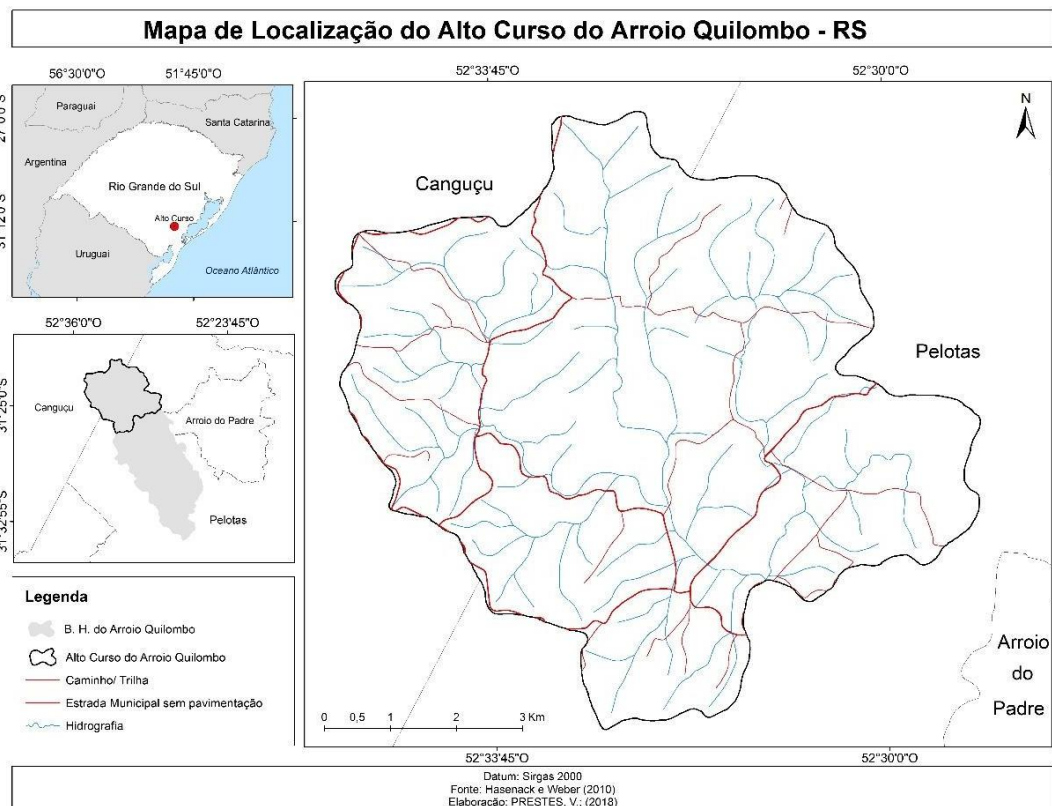 Mapa de Localização do Alto Curso do Arroio Quilombo - RS
56°30'0"O
51°45'0"O
27°0'0"S
31°12'0"S
Paraguai
Santa Catarina
Argentina
Rio Grande do Sul
Alto Curso
Uruguai
Oceano Atlântico
52°36'0"O
52°23'45"O
31°25'0"S
31°32'55"S
Canguçu
Arroio do Padre
Pelotas
Legenda
B. H. do Arroio Quilombo
Alto Curso do Arroio Quilombo
Caminho/ Trilha
Estrada Municipal sem pavimentação
Hidrografia
52°33'45"O
52°30'0"O
N
Canguçu
Pelotas
Arroio
do
Padre
0 0,5 1 2 3 Km
52°33'45"O
52°30'0"O
Datum: Sirgas 2000
Fonte: Hasenack e Weber (2010)
Elaboração: PRESTES, V.; (2018)